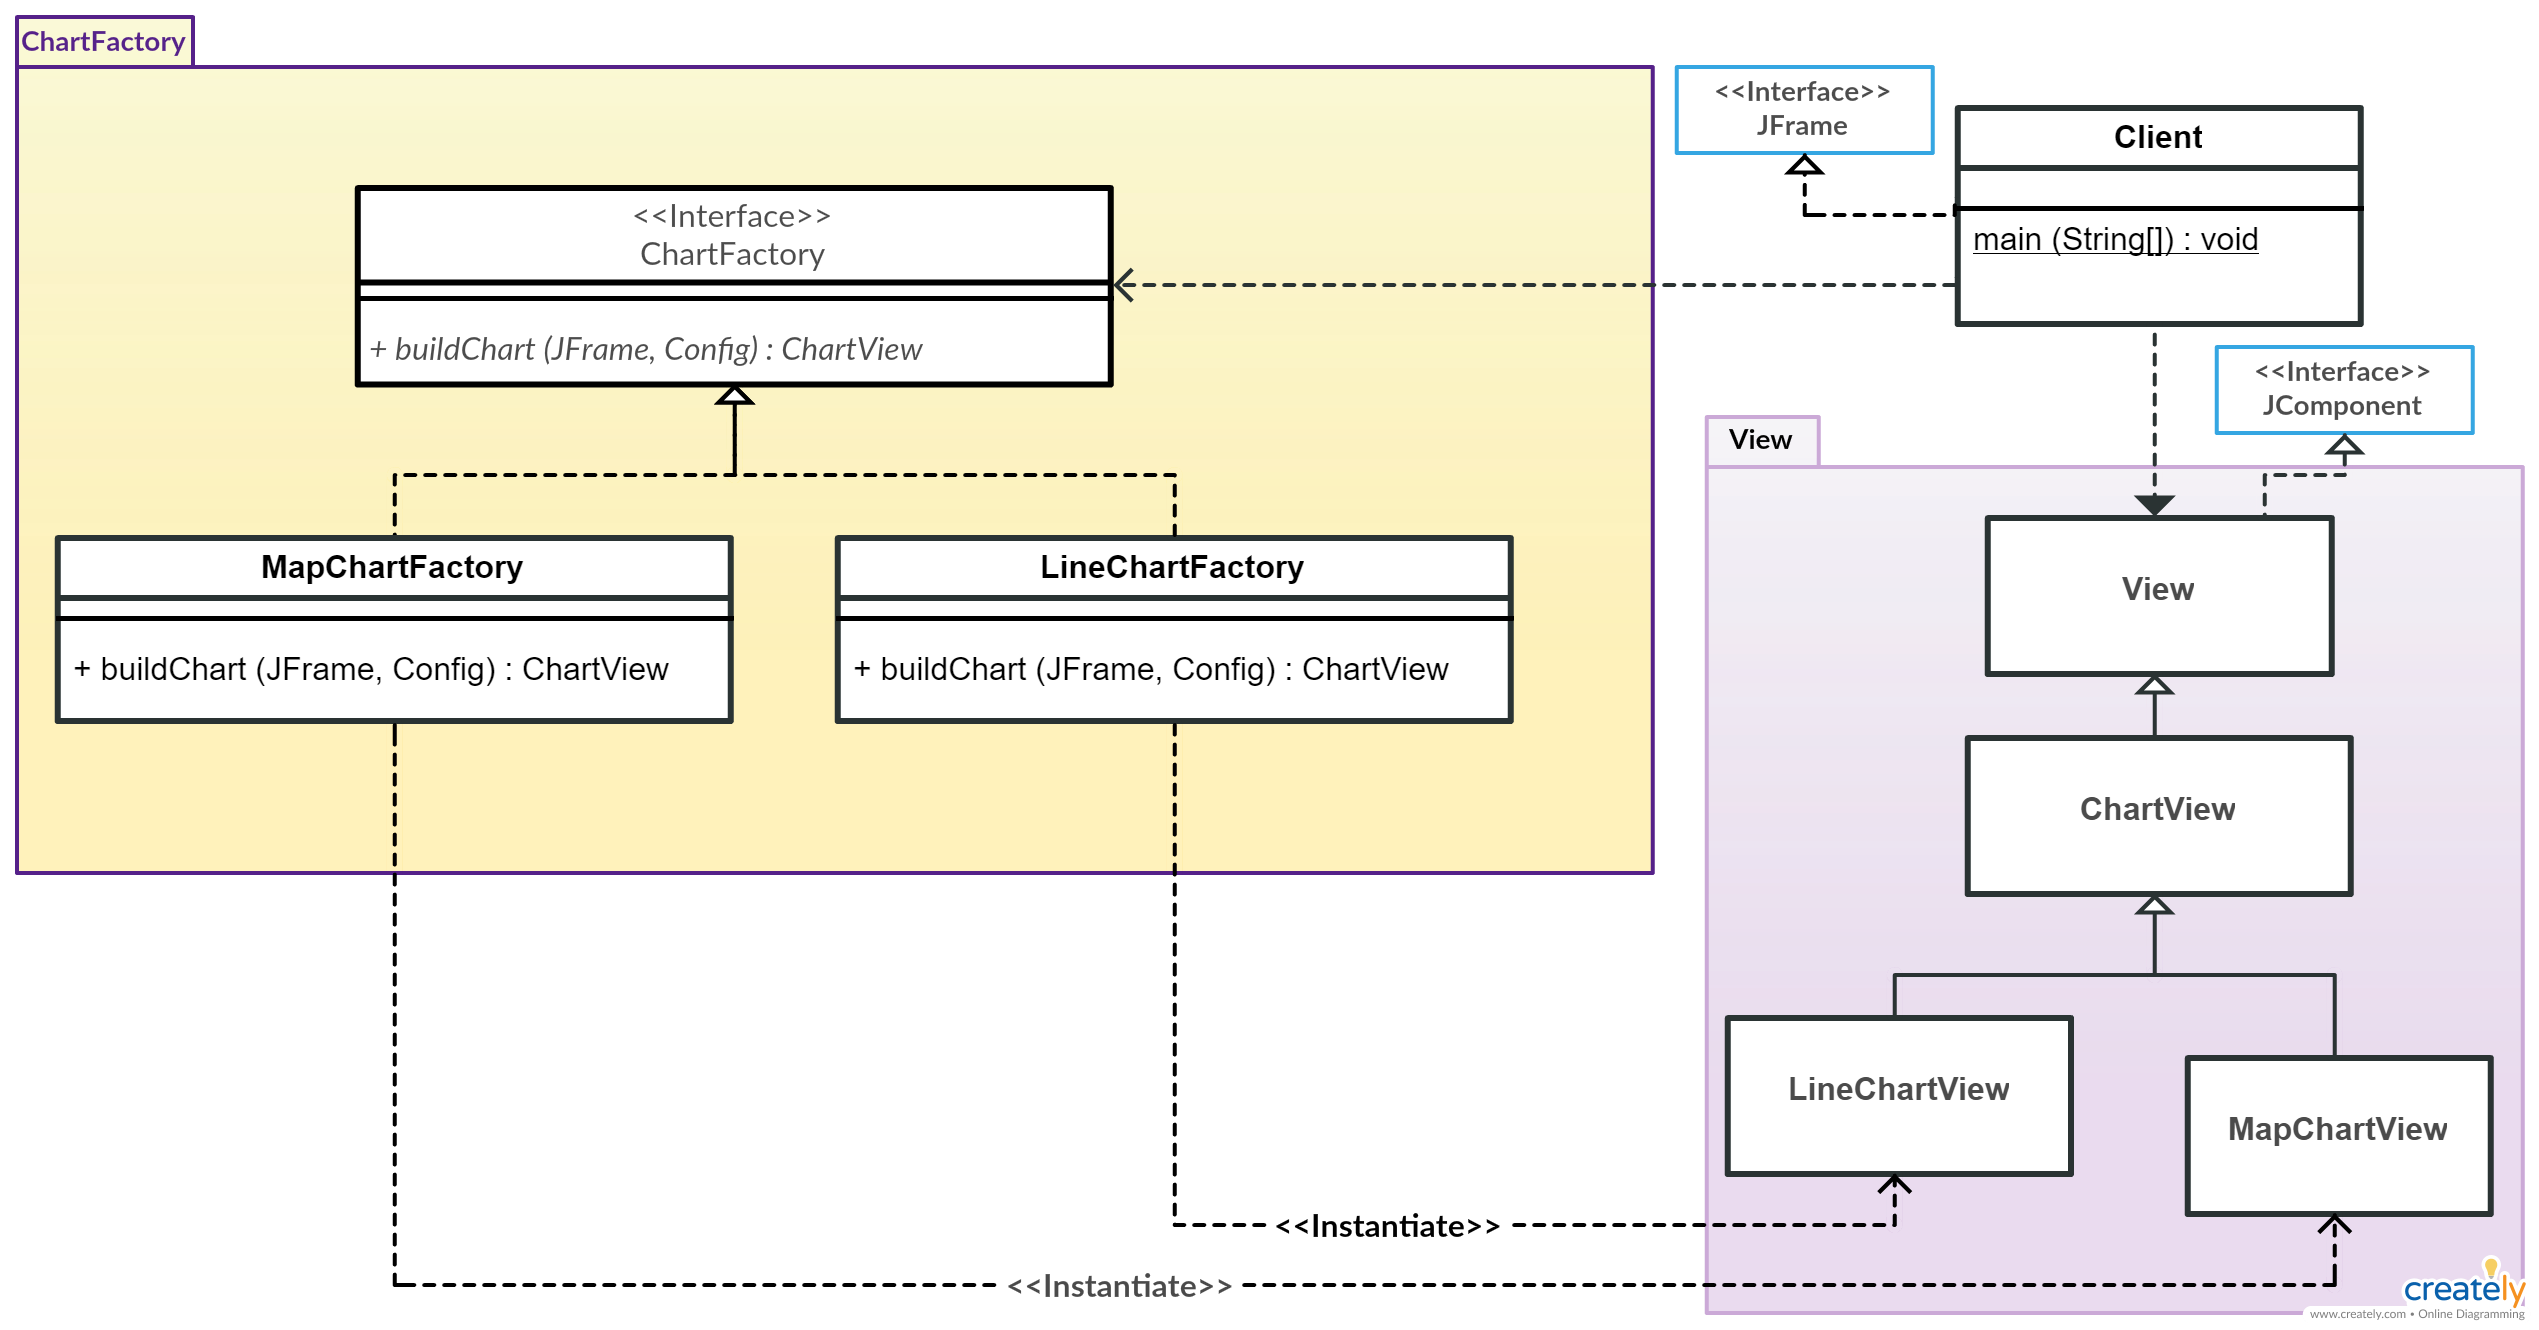 ChartFactory
<<Interface>>
JFrame
Client
main (String[]) : void
<<Interface>>
ChartFactory
+ buildChart (JFrame, Config) : ChartView
<<Interface>>
JComponent
View
View
MapChartFactory
+ buildChart (JFrame, Config) : ChartView
LineChartFactory
+ buildChart (JFrame, Config) : ChartView
ChartView
LineChartView
MapChartView
<<Instantiate>>
<<Instantiate>>
creately
www.creately.com • Online Diagramming